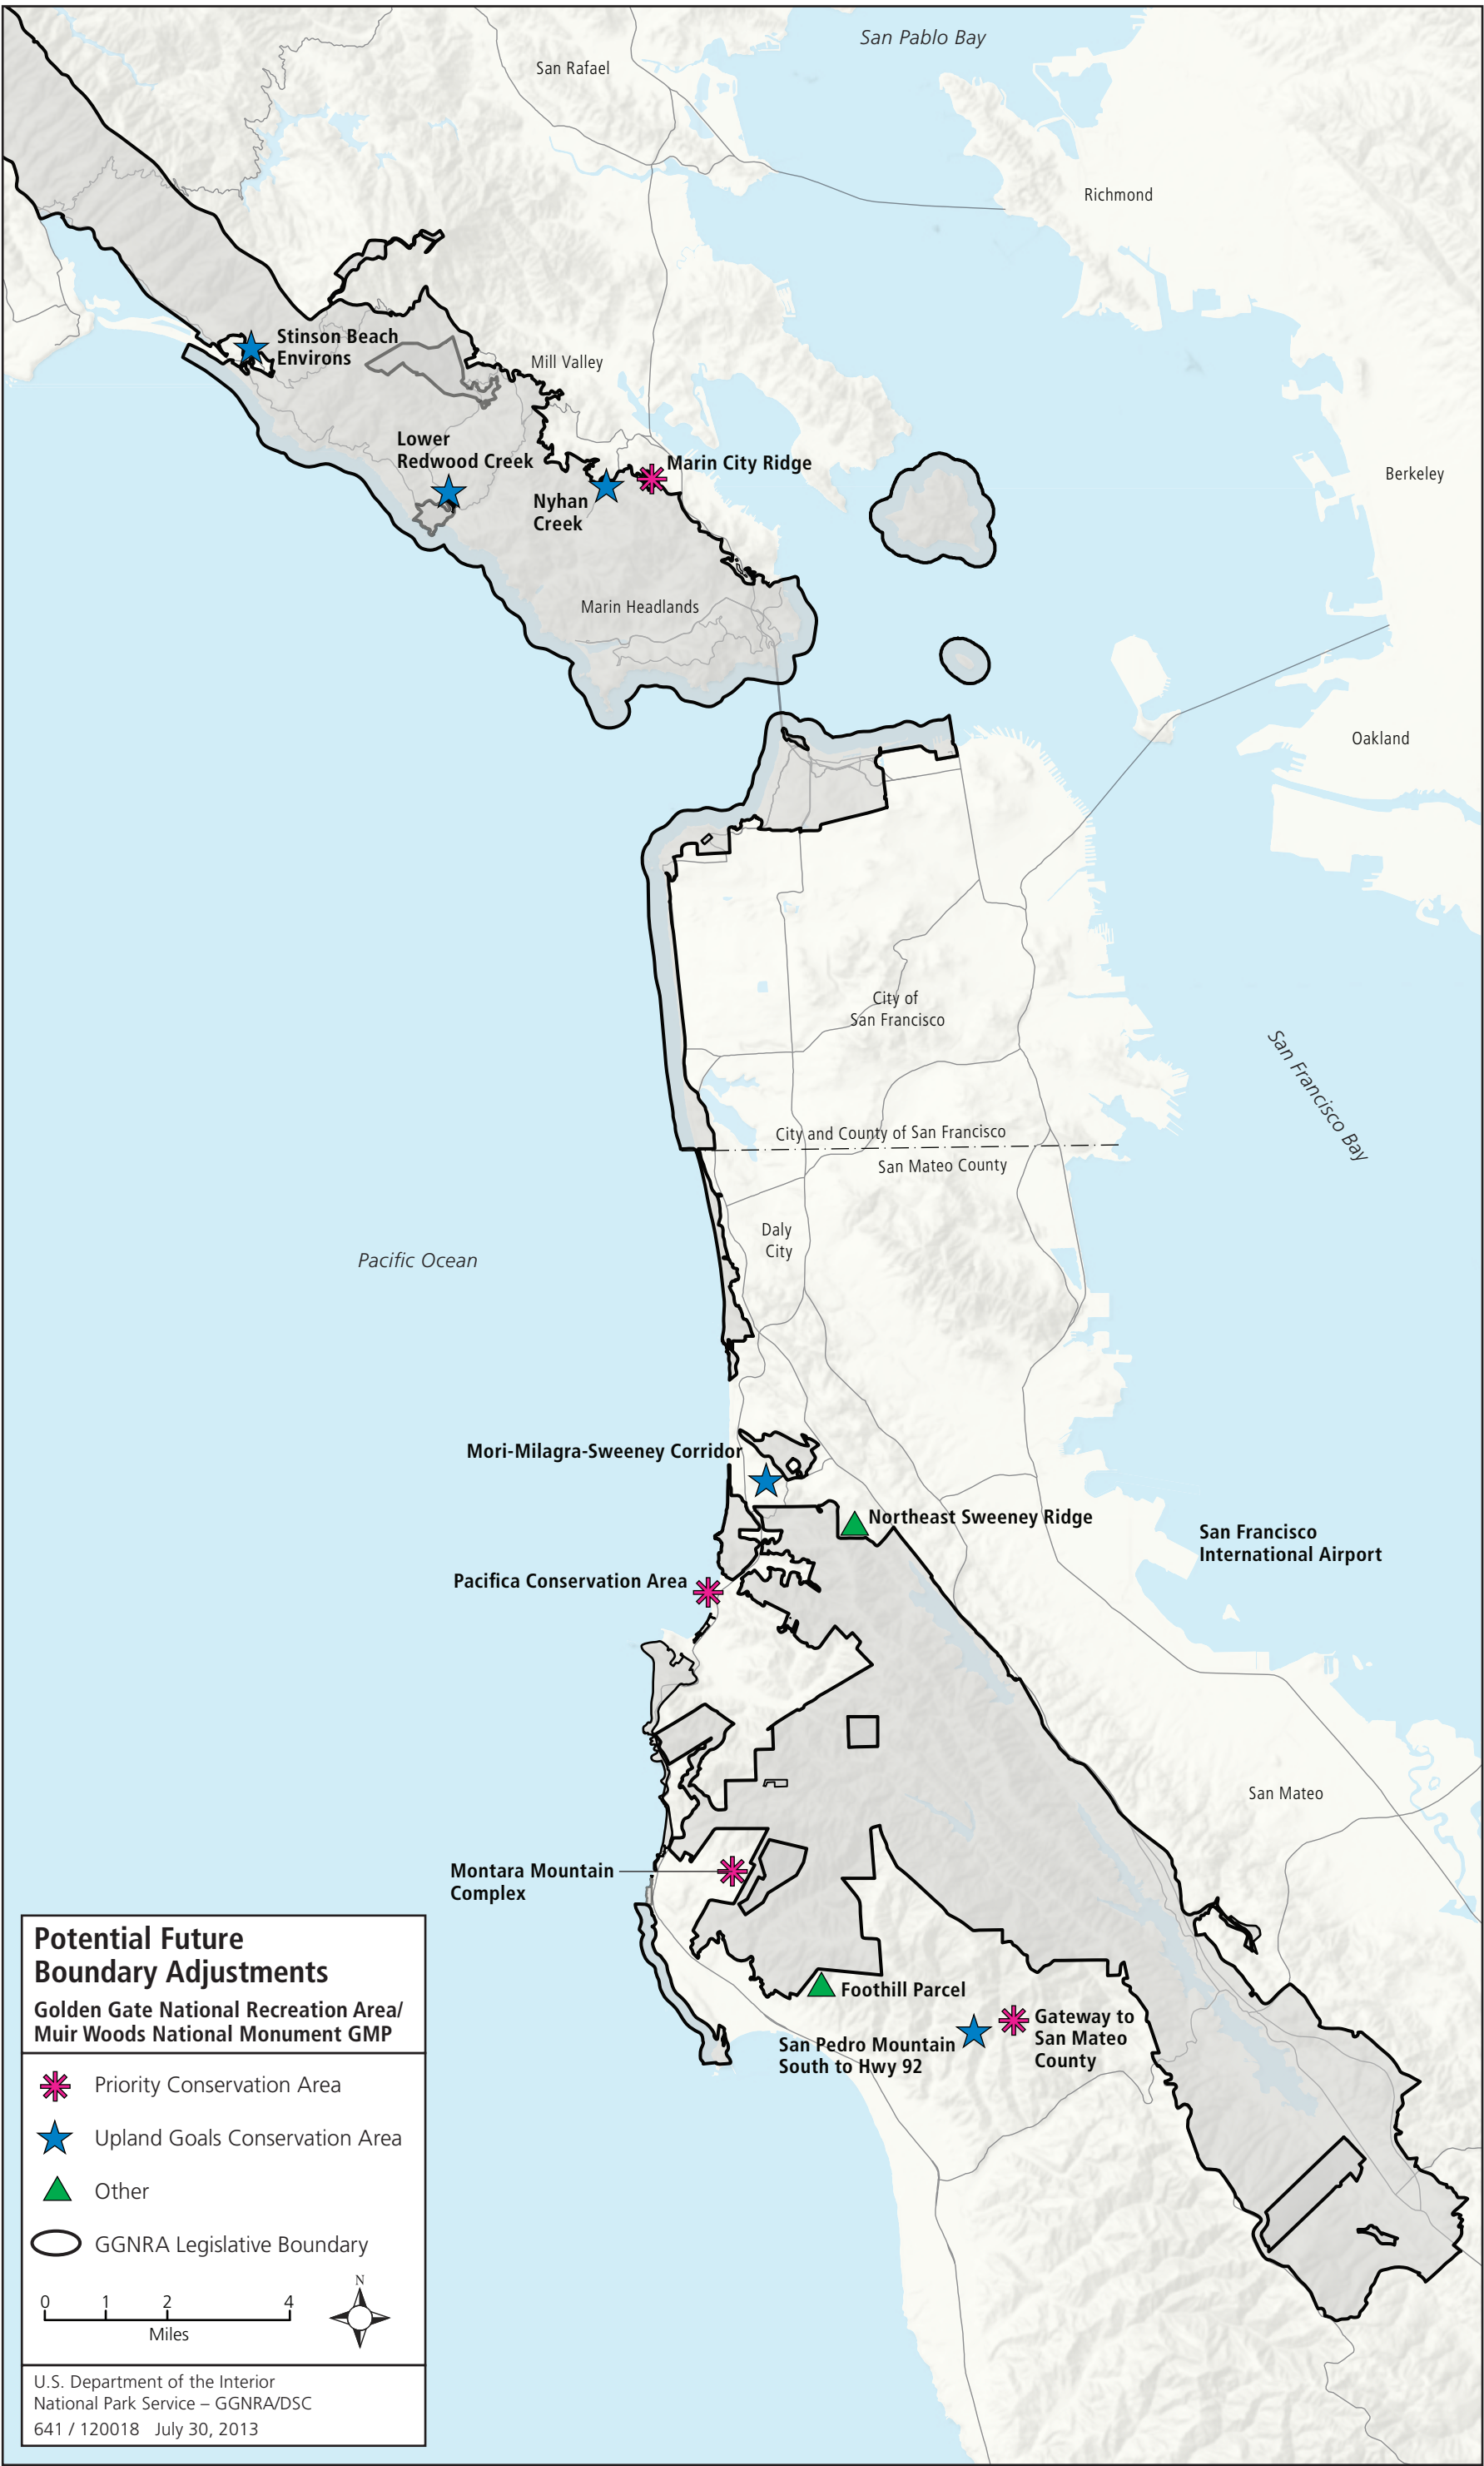 San Pablo Bay
San Rafael
Richmond
Stinson Beach
Environs
Mill Valley
Lower
Redwood Creek
Marin City Ridge
Berkeley
Nyhan
Creek
Marin Headlands
Oakland
City of
San Francisco
San Francisco Bay
City and County of San Francisco
San Mateo County
Daly
City
Pacific Ocean
Mori-Milagra-Sweeney Corridor
Northeast Sweeney Ridge
San Francisco
International Airport
Pacifica Conservation Area
San Mateo
Montara Mountain
Complex
Foothill Parcel
Gateway to
San Mateo
County
San Pedro Mountain
South to Hwy 92
Potential Future
Boundary Adjustments
Golden Gate National Recreation Area/
Muir Woods National Monument GMP
Priority Conservation Area
Upland Goals Conservation Area
Other
GGNRA Legislative Boundary
0 1 2 4
Miles
N
U.S. Department of the Interior
National Park Service – GGNRA/DSC
641 / 120018 July 30, 2013